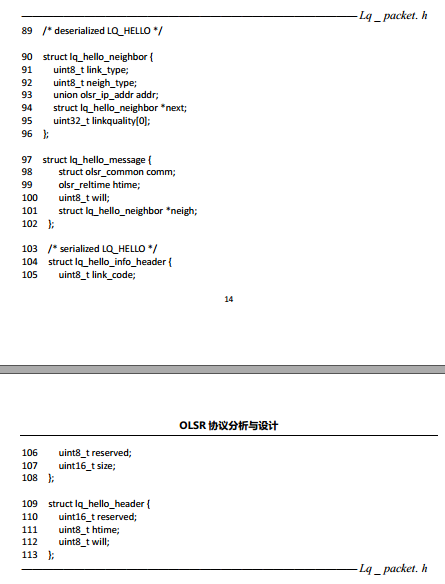 Lq _ packet. h
89 /* deserialized LQ_HELLO */
90 struct lq_hello_neighbor {
91 uint8_t link_type;
92 uint8_t neigh_type;
93 union olsr_ip_addr addr;
94 struct lq_hello_neighbor *next;
95 uint32_t linkquality[0];
96 };
97 struct lq_hello_message {
98 struct olsr_common comm;
99 olsr_reltime htime;
100 uint8_t will;
101 struct lq_hello_neighbor *neigh;
102 };
103 /* serialized LQ_HELLO */
104 struct lq_hello_info_header {
105 uint8_t link_code;
14
OLSR 协议分析与设计
106 uint8_t reserved;
107 uint16_t size;
108 };
109 struct lq_hello_header {
110 uint16_t reserved;
111 uint8_t htime;
112 uint8_t will;
113 };
Lq _ packet. h